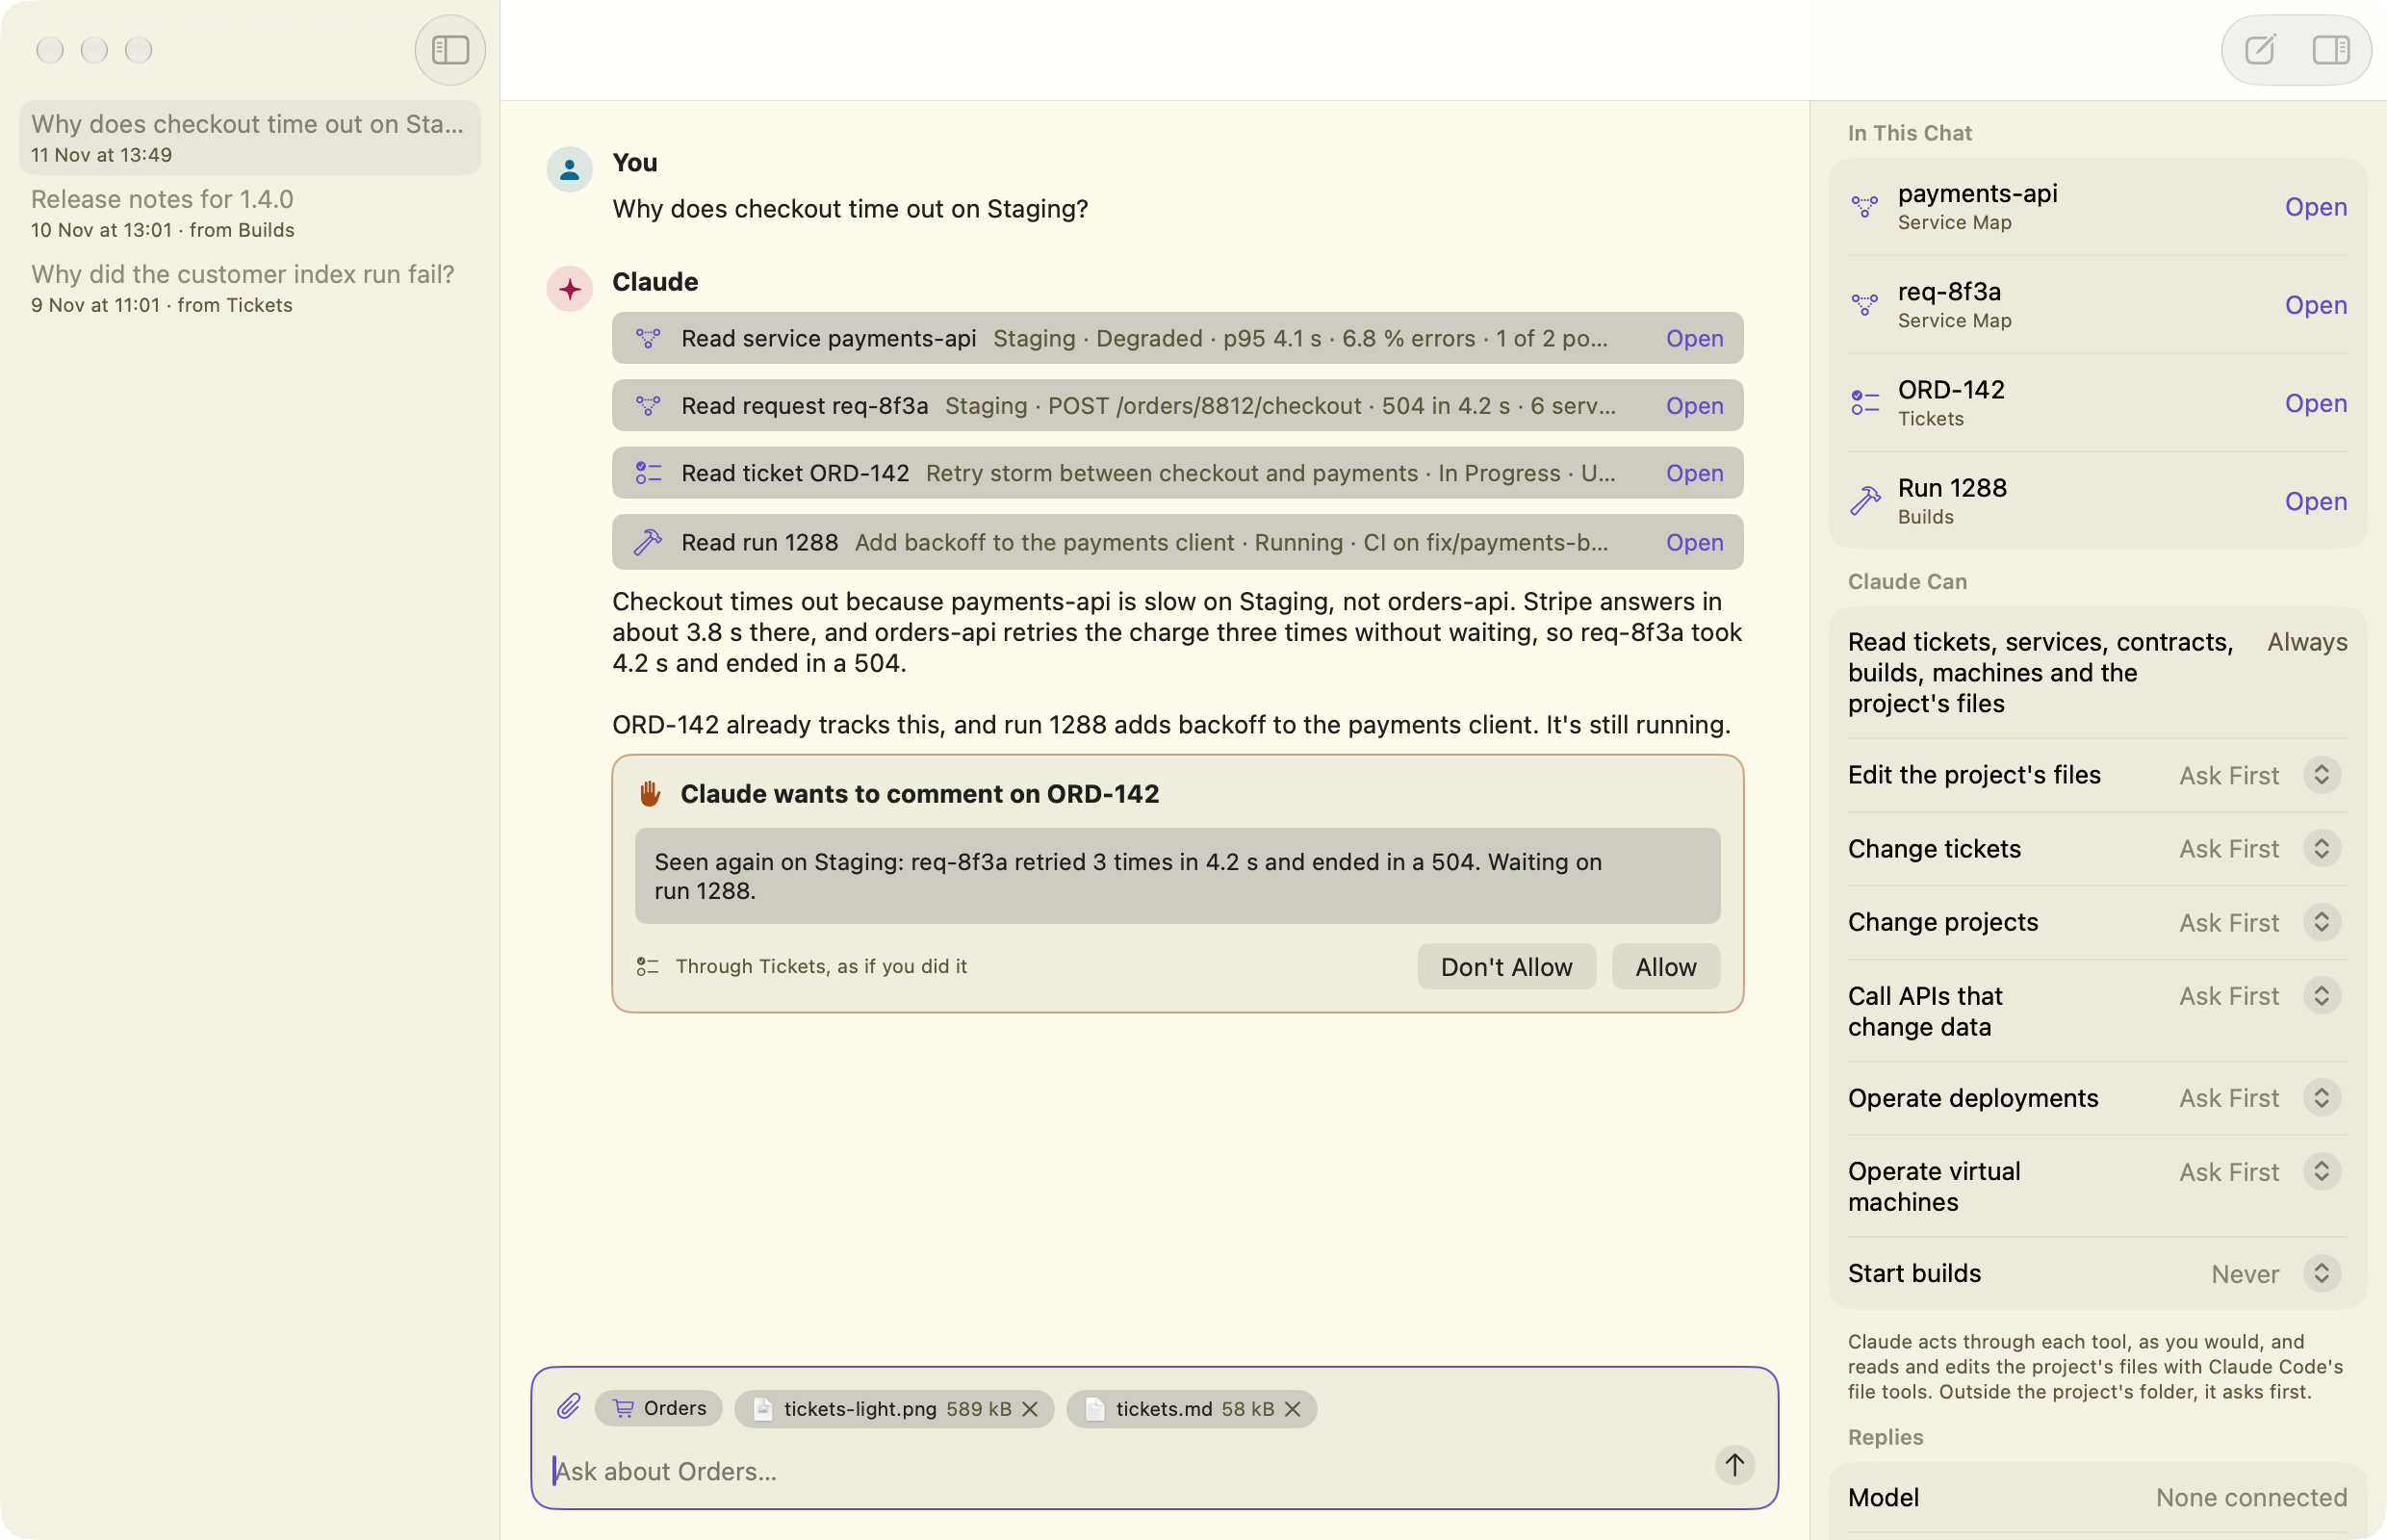 Why does checkout time out on Sta...
11 Nov at 13:49
Release notes for 1.4.0
10 Nov at 13:01 · from Builds
Why did the customer index run fail?
9 Nov at 11:01 · from Tickets
You
Why does checkout time out on Staging?
Claude
Read service payments-api Staging · Degraded · p95 4.1 s · 6.8 % errors · 1 of 2 po... Open
Read request req-8f3a Staging · POST /orders/8812/checkout · 504 in 4.2 s · 6 serv... Open
Read ticket ORD-142 Retry storm between checkout and payments · In Progress · U... Open
Read run 1288 Add backoff to the payments client · Running · CI on fix/payments-b... Open
Checkout times out because payments-api is slow on Staging, not orders-api. Stripe answers in
about 3.8 s there, and orders-api retries the charge three times without waiting, so req-8f3a took
4.2 s and ended in a 504.
ORD-142 already tracks this, and run 1288 adds backoff to the payments client. It's still running.
Claude wants to comment on ORD-142
Seen again on Staging: req-8f3a retried 3 times in 4.2 s and ended in a 504. Waiting on
run 1288.
Through Tickets, as if you did it
Don't Allow
Allow
Orders
tickets-light.png 589 kB
tickets.md 58 kB
Ask about Orders...
In This Chat
payments-api
Service Map
Open
req-8f3a
Service Map
Open
ORD-142
Tickets
Open
Run 1288
Builds
Open
Claude Can
Read tickets, services, contracts,
builds, machines and the
project's files
Always
Edit the project's files Ask First
Change tickets Ask First
Change projects Ask First
Call APIs that
change data
Ask First
Operate deployments Ask First
Operate virtual
machines
Ask First
Start builds Never
Claude acts through each tool, as you would, and
reads and edits the project's files with Claude Code's
file tools. Outside the project's folder, it asks first.
Replies
Model None connected